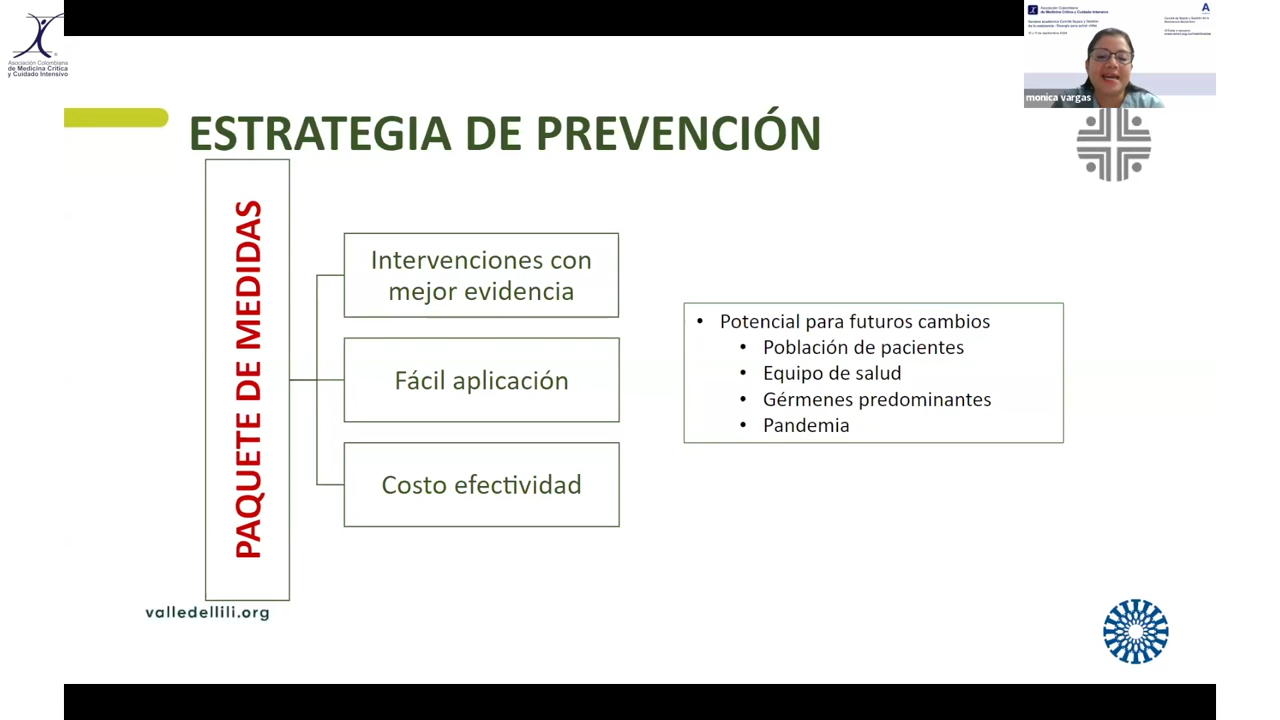 Asociación Colombiana
de Medicina Crítica
y Cuidado Intensivo
Asociación Colombiana
de Medicina Crítica y Cuidado Intensivo
monica vargas
ESTRATEGIA DE PREVENCIÓN
PAQUETE DE MEDIDAS
Intervenciones con
mejor evidencia
Fácil aplicación
Costo efectividad
• Potencial para futuros cambios
• Población de pacientes
• Equipo de salud
• Gérmenes predominantes
• Pandemia
valledellili.org